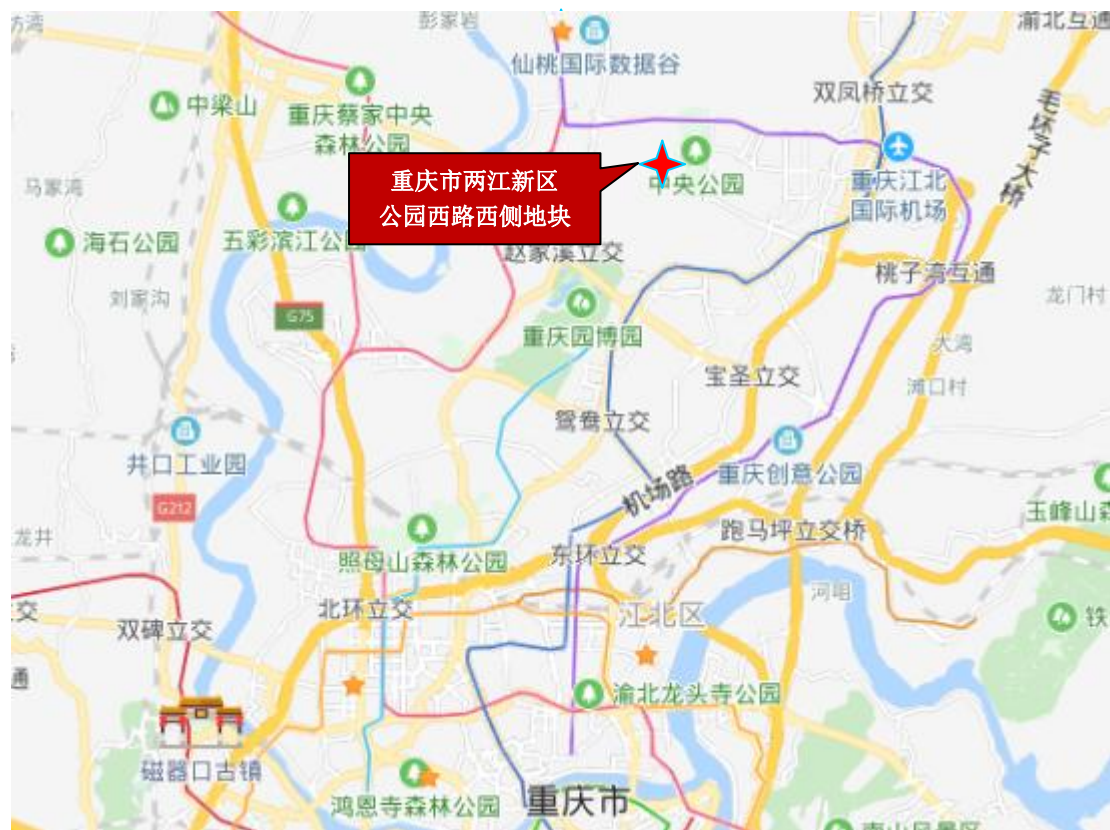 彭家岩
渝北互通
仙桃国际数据谷
双凤桥立交
中梁山
重庆蔡家中央
森林公园
毛坯子大桥
重庆市两江新区
公园西路西侧地块
中央公园
重庆江北
国际机场
马家湾
海石公园
五彩滨江公园
赵家溪立交
桃子湾互通
刘家沟
龙门村
G75
重庆园博园
大湾
宝圣立交
滩口村
鸳鸯立交
井口工业园
重庆创意公园
机场路
G212
玉峰山森
龙井
跑马坪立交桥
照母山森林公园
东环立交
河咀
北环立交
江北区
交
双碑立交
铁
通
渝北龙头寺公园
磁器口古镇
鸿恩寺森林公园
重庆市